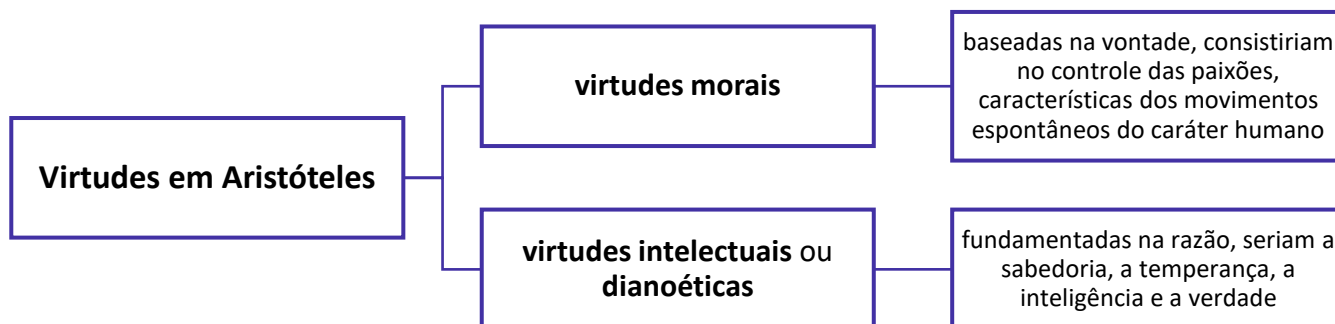 Virtudes em Aristóteles
virtudes morais
baseadas na vontade, consistiriam
no controle das paixões,
características dos movimentos
espontâneos do caráter humano
virtudes intelectuais ou
dianoéticas
fundamentadas na razão, seriam a
sabedoria, a temperança, a
inteligência e a verdade